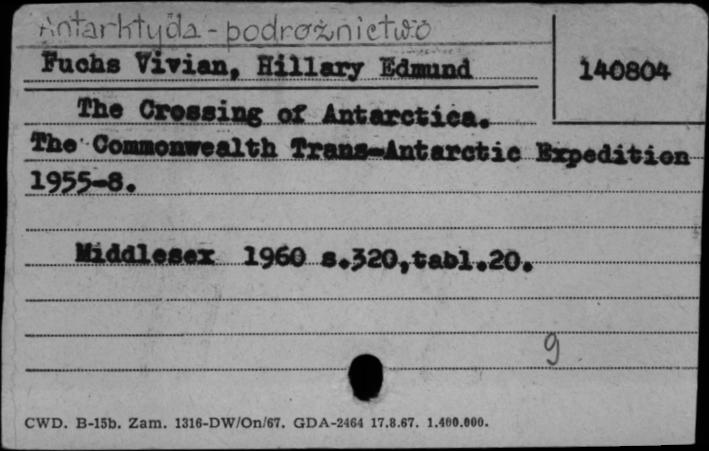 Antarktyda - podróżnictwo
Fuchs Vivian, Hillary Edmund
140804
The Crossing of Antarctica.
The Commonwealth Trans-Antarctic Expedition
1955-8.
Middlesex 1960 s.320,tabl.20.
9
CWD. B-15b. Zam. 1316-DW/On/67. GDA-2464 17.8.67. 1.400.000.